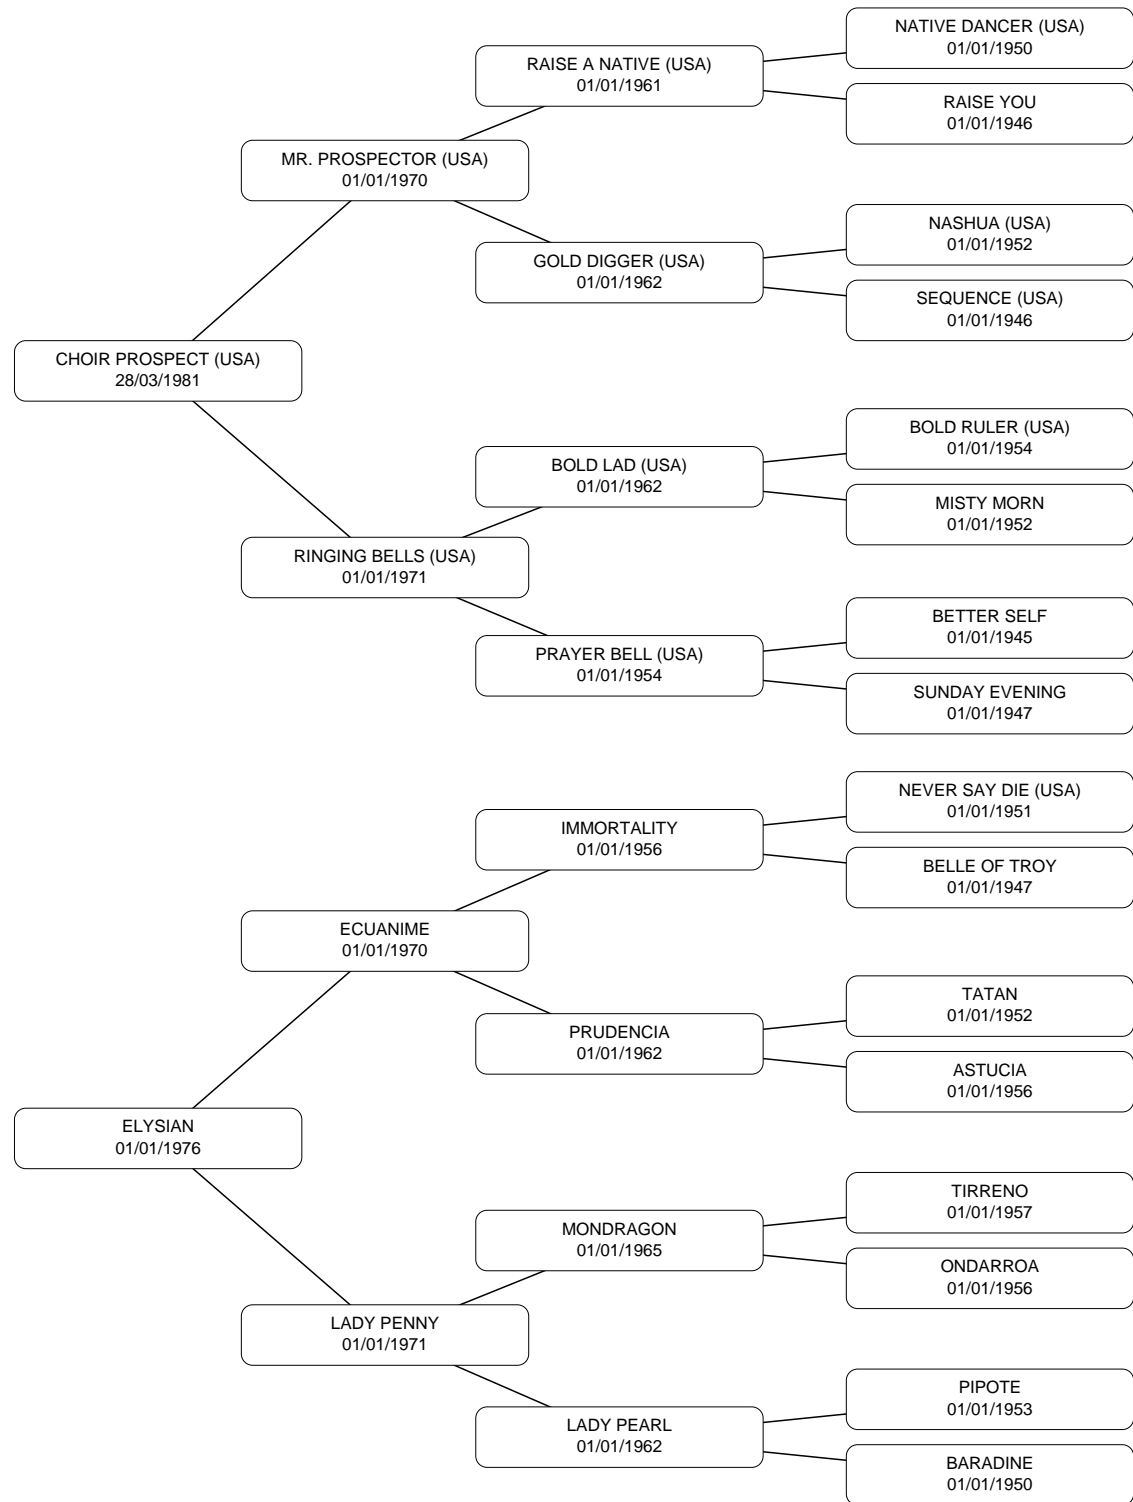 NATIVE DANCER (USA)
01/01/1950
RAISE A NATIVE (USA)
01/01/1961
RAISE YOU
01/01/1946
MR. PROSPECTOR (USA)
01/01/1970
NASHUA (USA)
01/01/1952
GOLD DIGGER (USA)
01/01/1962
SEQUENCE (USA)
01/01/1946
CHOIR PROSPECT (USA)
28/03/1981
BOLD RULER (USA)
01/01/1954
BOLD LAD (USA)
01/01/1962
MISTY MORN
01/01/1952
RINGING BELLS (USA)
01/01/1971
BETTER SELF
01/01/1945
PRAYER BELL (USA)
01/01/1954
SUNDAY EVENING
01/01/1947
NEVER SAY DIE (USA)
01/01/1951
IMMORTALITY
01/01/1956
BELLE OF TROY
01/01/1947
ECUANIME
01/01/1970
TATAN
01/01/1952
PRUDENCIA
01/01/1962
ASTUCIA
01/01/1956
ELYSIAN
01/01/1976
TIRRENO
01/01/1957
MONDRAGON
01/01/1965
ONDARROA
01/01/1956
LADY PENNY
01/01/1971
PIPOTE
01/01/1953
LADY PEARL
01/01/1962
BARADINE
01/01/1950